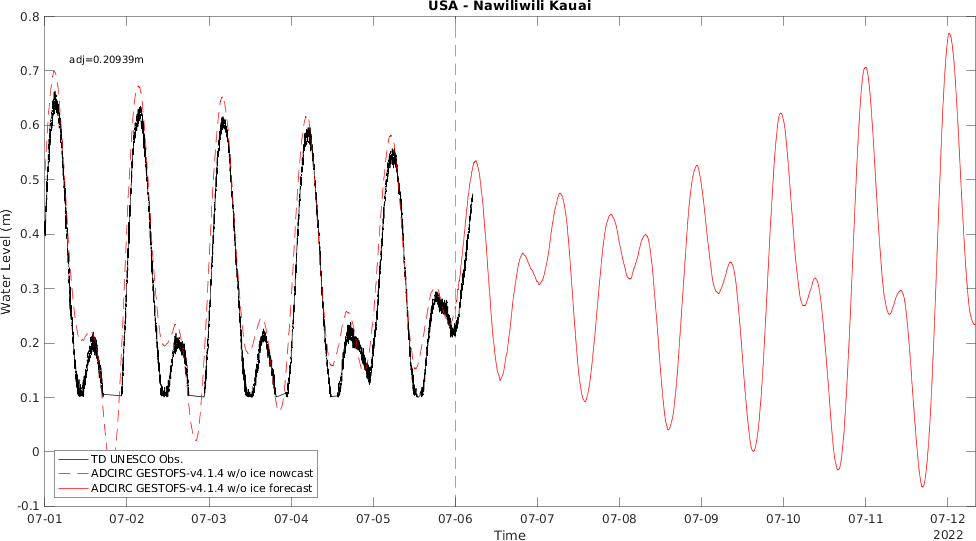 USA - Nawiliwili Kauai
0.8
adj=0.20939m
0.7
0.6
0.5
0.4
0.3
0.2
0.1
0
-0.1
Water Level (m)
TD UNESCO Obs.
ADCIRC GESTOFS-v4.1.4 w/o ice nowcast
ADCIRC GESTOFS-v4.1.4 w/o ice forecast
07-01 07-02 07-03 07-04 07-05 07-06 07-07 07-08 07-09 07-10 07-11 07-12
Time
2022